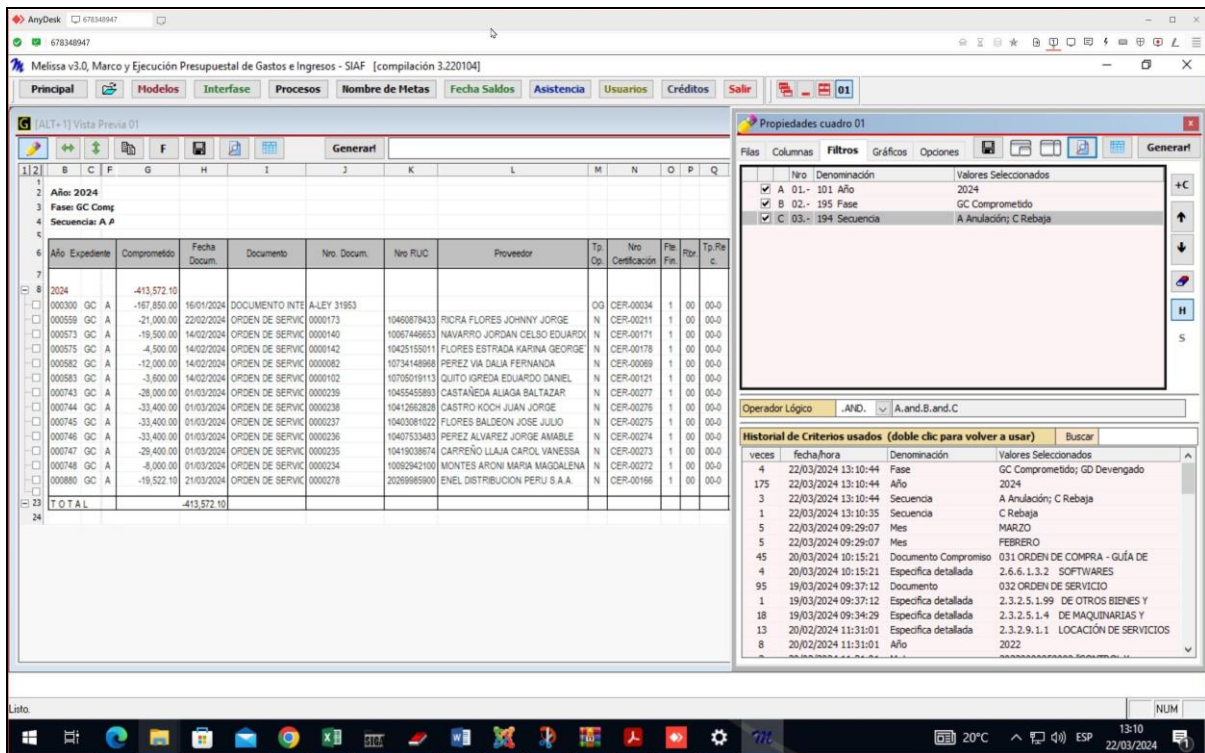 AnyDesk 678348947
678348947
Melissa v3.0, Marco y Ejecución Presupuestal de Gastos e Ingresos - SIAF [compilación 3.220104]
Principal Modelos Interfase Procesos Nombre de Metas Fecha Saldos Asistencia Usuarios Créditos Salir 01
G [ALT+1] Vista Previa 01
F Generar!
1 2 B C F G H I J K L M N O P Q
1
2 Año: 2024
3 Fase: GC Comp
4 Secuencia: A A
5
6 Año Expediente Comprometido Fecha Docum. Documento Nro. Docum. Nro RUC Proveedor Tp. Op. Nro Certificación Fte. Fin. Rbr. Tp.Re c.
7
8 2024 -413,572.10
000300 GC A -167,850.00 16/01/2024 DOCUMENTO INTE A-LEY 31953 OG CER-00034 1 00 00-0
000559 GC A -21,000.00 22/02/2024 ORDEN DE SERVIC 0000173 10460878433 RICRA FLORES JOHNNY JORGE N CER-00211 1 00 00-0
000573 GC A -19,500.00 14/02/2024 ORDEN DE SERVIC 0000140 10067446653 NAVARRO JORDAN CELSO EDUARD N CER-00171 1 00 00-0
000575 GC A -4,500.00 14/02/2024 ORDEN DE SERVIC 0000142 10425155011 FLORES ESTRADA KARINA GEORGE N CER-00178 1 00 00-0
000582 GC A -12,000.00 14/02/2024 ORDEN DE SERVIC 0000082 10734148968 PEREZ VIA DALIA FERNANDA N CER-00069 1 00 00-0
000583 GC A -3,600.00 14/02/2024 ORDEN DE SERVIC 0000102 10705019113 QUITO IGREDA EDUARDO DANIEL N CER-00121 1 00 00-0
000743 GC A -28,000.00 01/03/2024 ORDEN DE SERVIC 0000239 10455455893 CASTAÑEDA ALIAGA BALTAZAR N CER-00277 1 00 00-0
000744 GC A -33,400.00 01/03/2024 ORDEN DE SERVIC 0000238 10412662828 CASTRO KOCH JUAN JORGE N CER-00276 1 00 00-0
000745 GC A -33,400.00 01/03/2024 ORDEN DE SERVIC 0000237 10403081022 FLORES BALDEON JOSE JULIO N CER-00275 1 00 00-0
000746 GC A -33,400.00 01/03/2024 ORDEN DE SERVIC 0000236 10407533483 PEREZ ALVAREZ JORGE AMABLE N CER-00274 1 00 00-0
000747 GC A -29,400.00 01/03/2024 ORDEN DE SERVIC 0000235 10419038674 CARREÑO LLAJA CAROL VANESSA N CER-00273 1 00 00-0
000748 GC A -8,000.00 01/03/2024 ORDEN DE SERVIC 0000234 10092942100 MONTES ARONI MARIA MAGDALENA N CER-00272 1 00 00-0
000880 GC A -19,522.10 21/03/2024 ORDEN DE SERVIC 0000278 20269985900 ENEL DISTRIBUCION PERU S.A.A. N CER-00166 1 00 00-0
23 T O T A L -413,572.10
24
Propiedades cuadro 01
Filas Columnas Filtros Gráficos Opciones Generar!
Nro Denominación Valores Seleccionados
A 01.- 101 Año 2024
B 02.- 195 Fase GC Comprometido
C 03.- 194 Secuencia A Anulación; C Rebaja
+C
H
S
Operador Lógico .AND. A.and.B.and.C
Historial de Criterios usados (doble clic para volver a usar) Buscar
veces fecha/hora Denominación Valores Seleccionados
4 22/03/2024 13:10:44 Fase GC Comprometido; GD Devengado
175 22/03/2024 13:10:44 Año 2024
3 22/03/2024 13:10:44 Secuencia A Anulación; C Rebaja
1 22/03/2024 13:10:35 Secuencia C Rebaja
5 22/03/2024 09:29:07 Mes MARZO
5 22/03/2024 09:29:07 Mes FEBRERO
45 20/03/2024 10:15:21 Documento Compromiso 031 ORDEN DE COMPRA - GUÍA DE
4 20/03/2024 10:15:21 Especifica detallada 2.6.6.1.3.2 SOFTWARES
95 19/03/2024 09:37:12 Documento 032 ORDEN DE SERVICIO
1 19/03/2024 09:37:12 Especifica detallada 2.3.2.5.1.99 DE OTROS BIENES Y
18 19/03/2024 09:34:29 Especifica detallada 2.3.2.5.1.4 DE MAQUINARIAS Y
13 20/02/2024 11:31:01 Especifica detallada 2.3.2.9.1.1 LOCACIÓN DE SERVICIOS
8 20/02/2024 11:31:01 Año 2022
Listo. NUM
20°C ESP 13:10
22/03/2024